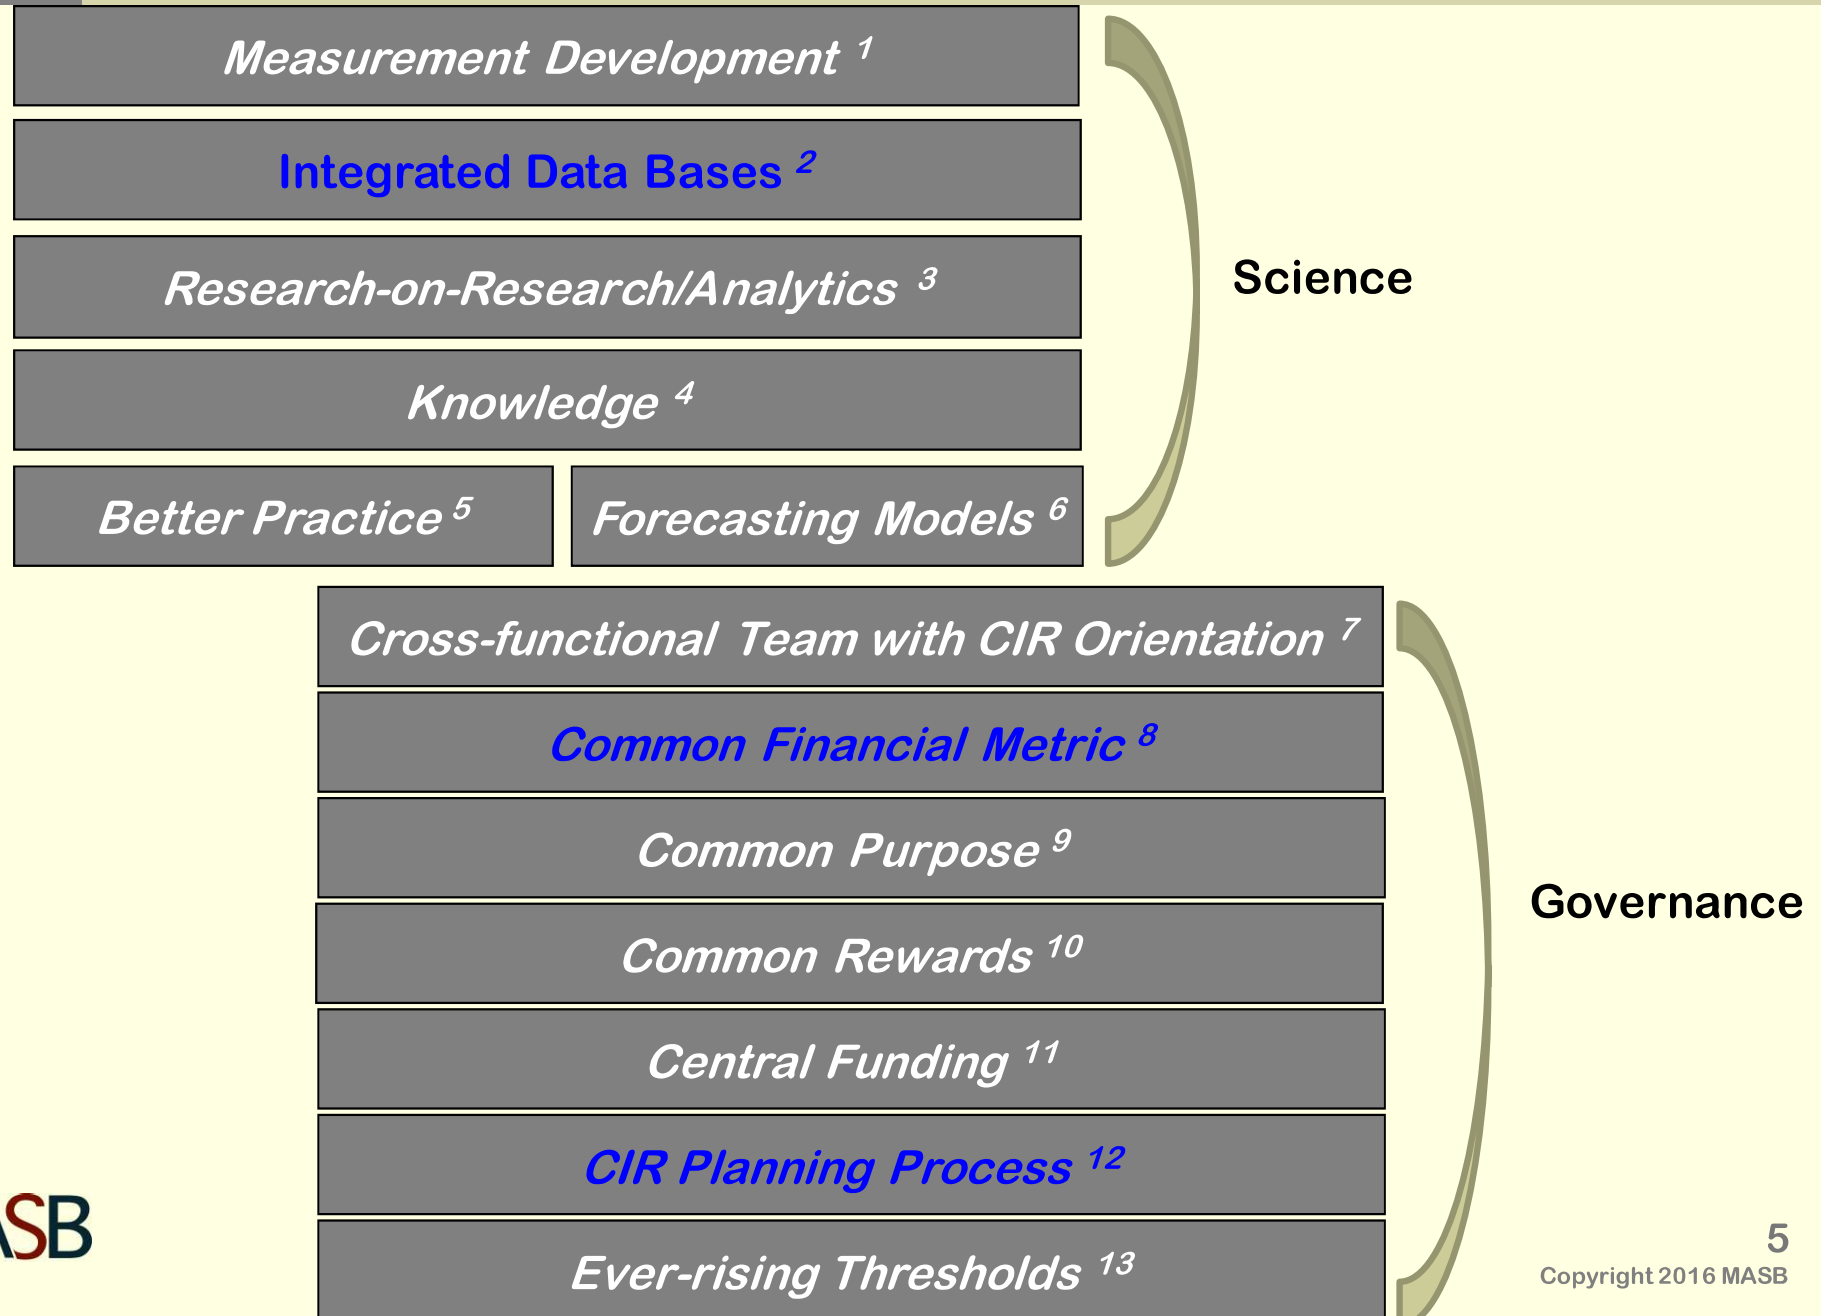 Measurement Development 1
Integrated Data Bases 2
Research-on-Research/Analytics 3
Science
Knowledge 4
Better Practice 5
Forecasting Models 6
Cross-functional Team with CIR Orientation 7
Common Financial Metric 8
Common Purpose 9
Governance
Common Rewards 10
Central Funding 11
CIR Planning Process 12
Ever-rising Thresholds 13
SB
5
Copyright 2016 MASB